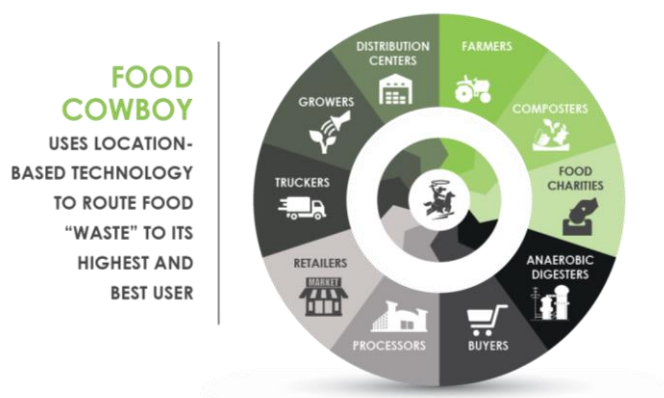 FOOD
COWBOY
USES LOCATION-
BASED TECHNOLOGY
TO ROUTE FOOD
“WASTE” TO ITS
HIGHEST AND
BEST USER
DISTRIBUTION
CENTERS
FARMERS
GROWERS
COMPOSTERS
TRUCKERS
FOOD
CHARITIES
RETAILERS
MARKET
ANAEROBIC
DIGESTERS
PROCESSORS
BUYERS